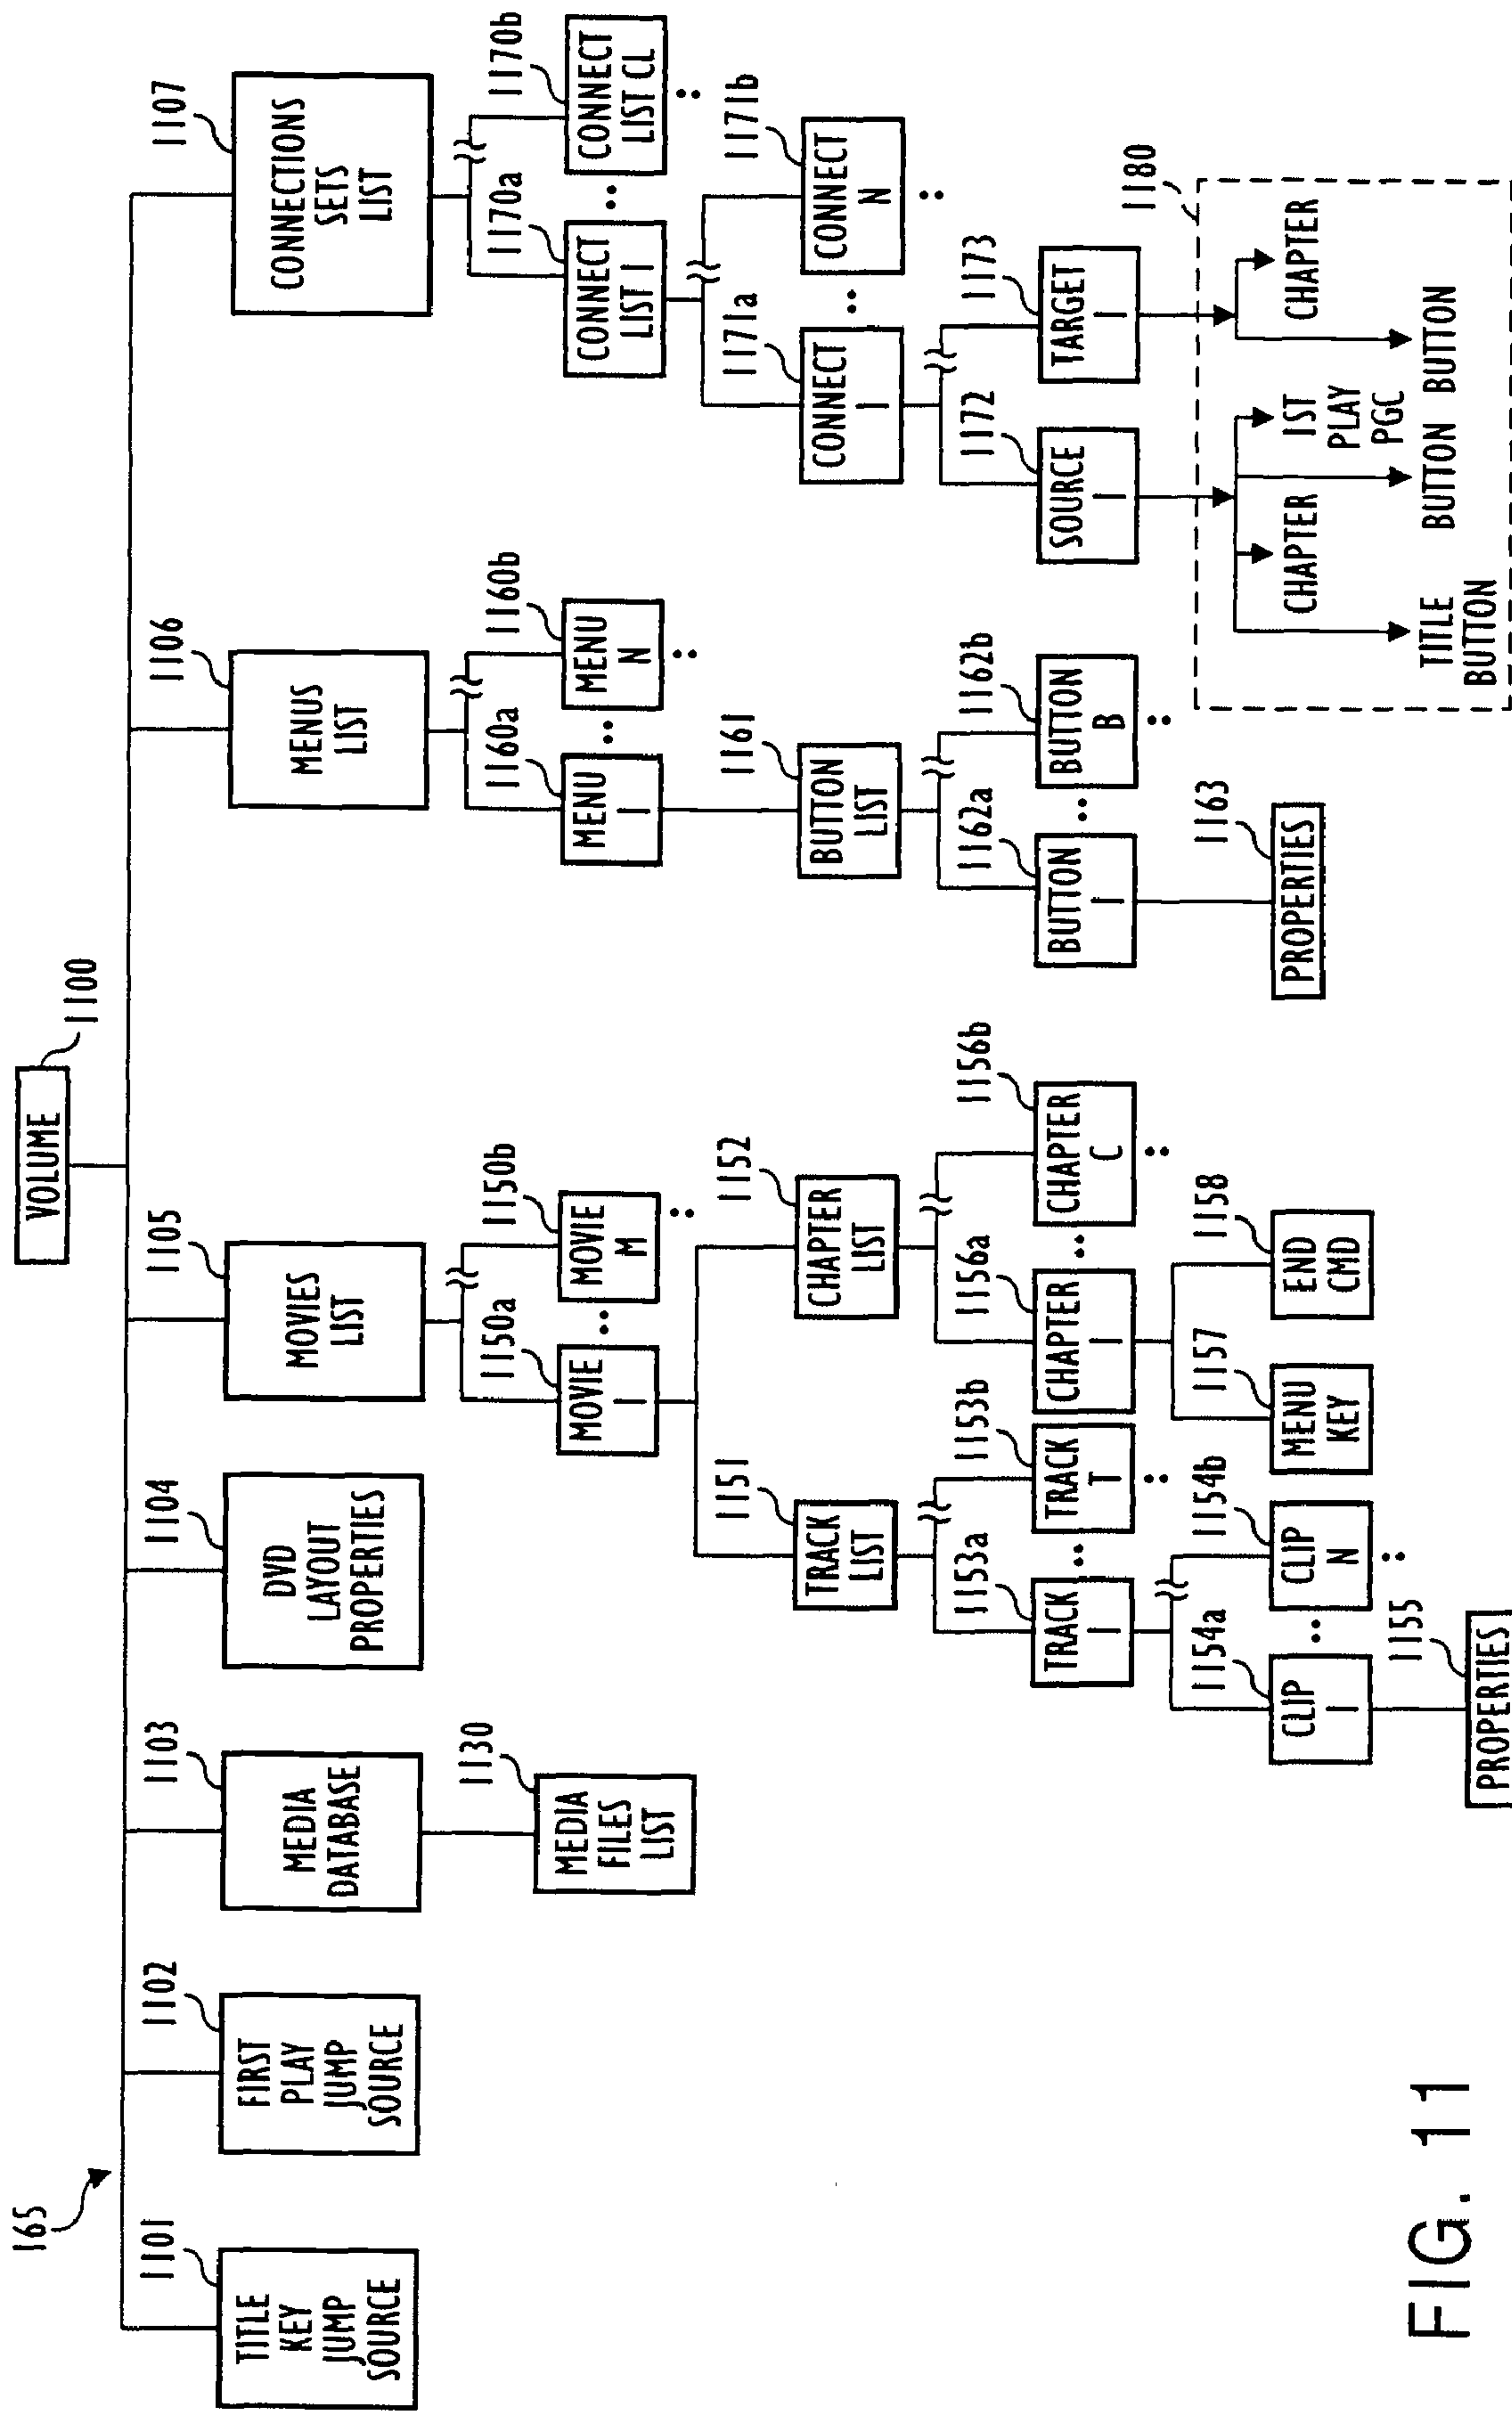 165
VOLUME
1100
1101
TITLE
KEY
JUMP
SOURCE
1102
FIRST
PLAY
JUMP
SOURCE
1103
MEDIA
DATABASE
1104
DVD
LAYOUT
PROPERTIES
1105
MOVIES
LIST
1106
MENUS
LIST
1107
CONNECTIONS
SETS
LIST
1130
MEDIA
FILES
LIST
1150a
MOVIE
1
1150b
MOVIE
M
1160a
MENU
1
1160b
MENU
N
1170a
CONNECT
LIST 1
1170b
CONNECT
LIST CL
1151
TRACK
LIST
1152
CHAPTER
LIST
1161
BUTTON
LIST
1171a
CONNECT
1
1171b
CONNECT
N
1153a
TRACK
1
1153b
TRACK
T
1156a
CHAPTER
1
1156b
CHAPTER
C
1162a
BUTTON
1
1162b
BUTTON
B
1172
SOURCE
1
1173
TARGET
1
1180
1154a
CLIP
1
1154b
CLIP
N
1157
MENU
KEY
1158
END
CMD
1163
PROPERTIES
CHAPTER
1ST
PLAY
PGC
CHAPTER
TITLE
BUTTON
BUTTON
BUTTON
1155
PROPERTIES
FIG. 11